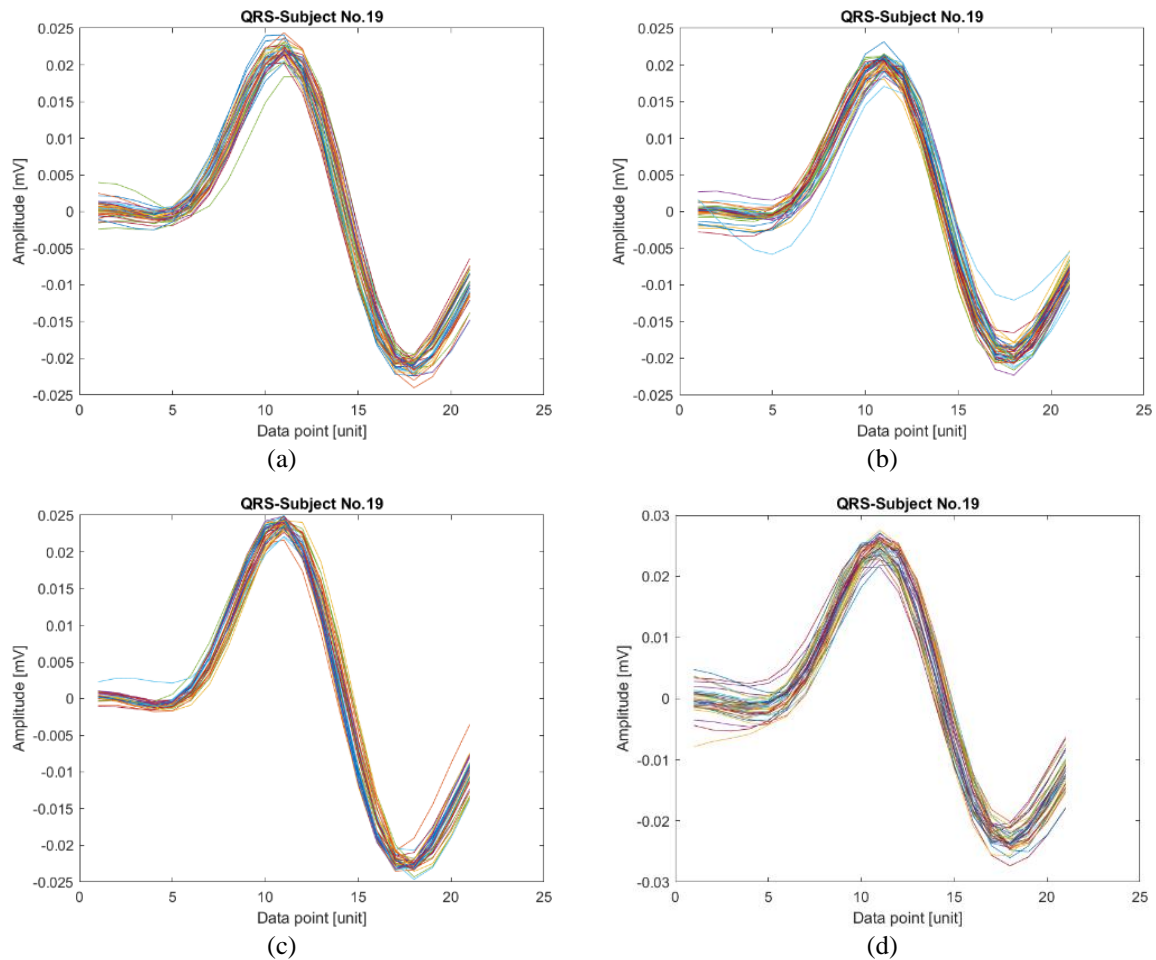 QRS-Subject No.19
0.025
0.02
0.015
0.01
0.005
0
-0.005
-0.01
-0.015
-0.02
-0.025
Amplitude [mV]
0 5 10 15 20 25
Data point [unit]
(a)
QRS-Subject No.19
0.025
0.02
0.015
0.01
0.005
0
-0.005
-0.01
-0.015
-0.02
-0.025
Amplitude [mV]
0 5 10 15 20 25
Data point [unit]
(b)
QRS-Subject No.19
0.025
0.02
0.015
0.01
0.005
0
-0.005
-0.01
-0.015
-0.02
-0.025
Amplitude [mV]
0 5 10 15 20 25
Data point [unit]
(c)
QRS-Subject No.19
0.03
0.02
0.01
0
-0.01
-0.02
-0.03
Amplitude [mV]
0 5 10 15 20 25
Data point [unit]
(d)